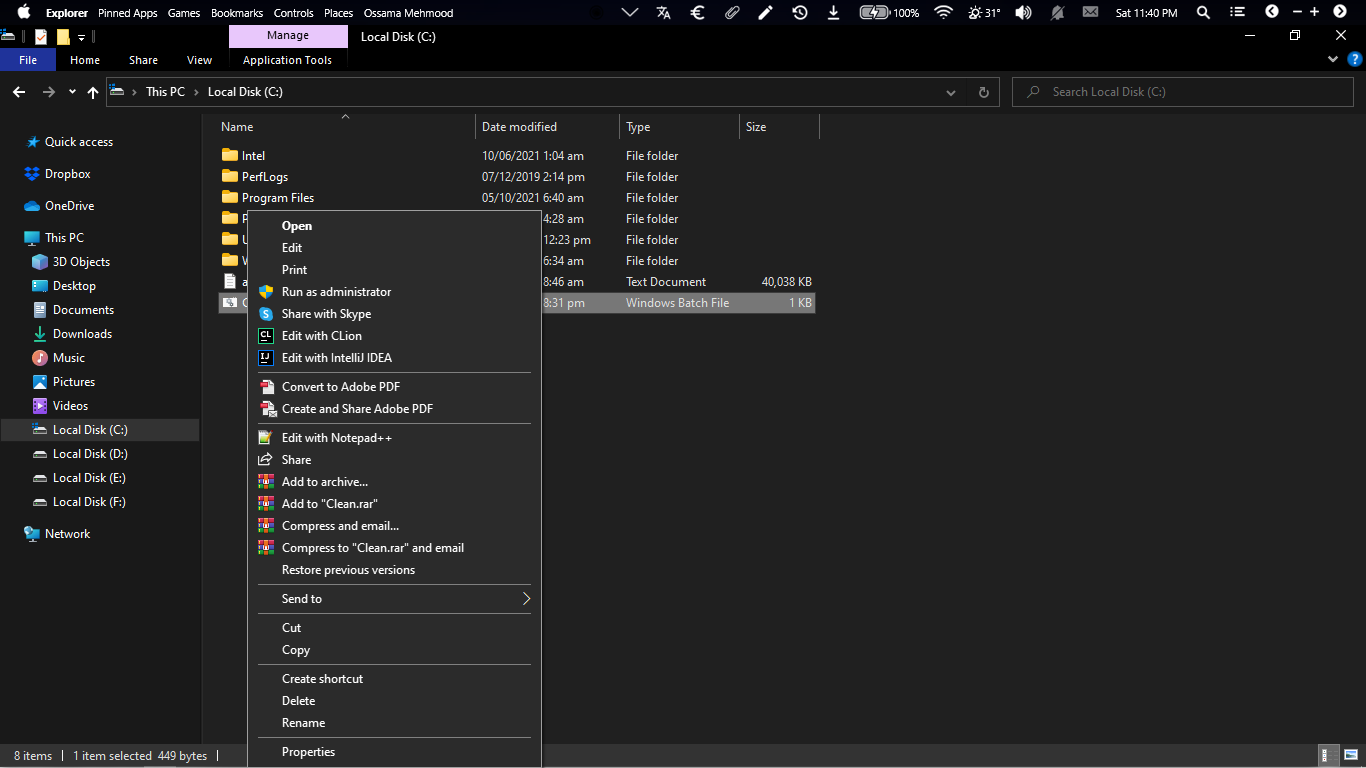 Explorer Pinned Apps Games Bookmarks Controls Places Ossama Mehmood 100% 31° Sat 11:40 PM
Manage Local Disk (C:)
File Home Share View Application Tools
This PC Local Disk (C:) Search Local Disk (C:)
Name Date modified Type Size
Quick access
Dropbox
OneDrive
This PC
3D Objects
Desktop
Documents
Downloads
Music
Pictures
Videos
Local Disk (C:)
Local Disk (D:)
Local Disk (E:)
Local Disk (F:)
Network
Intel 10/06/2021 1:04 am File folder
PerfLogs 07/12/2019 2:14 pm File folder
Program Files 05/10/2021 6:40 am File folder
4:28 am File folder
12:23 pm File folder
6:34 am File folder
8:46 am Text Document 40,038 KB
8:31 pm Windows Batch File 1 KB
Open
Edit
Print
Run as administrator
Share with Skype
CL Edit with CLion
IJ Edit with IntelliJ IDEA
Convert to Adobe PDF
Create and Share Adobe PDF
Edit with Notepad++
Share
Add to archive...
Add to "Clean.rar"
Compress and email...
Compress to "Clean.rar" and email
Restore previous versions
Send to
Cut
Copy
Create shortcut
Delete
Rename
Properties
8 items 1 item selected 449 bytes